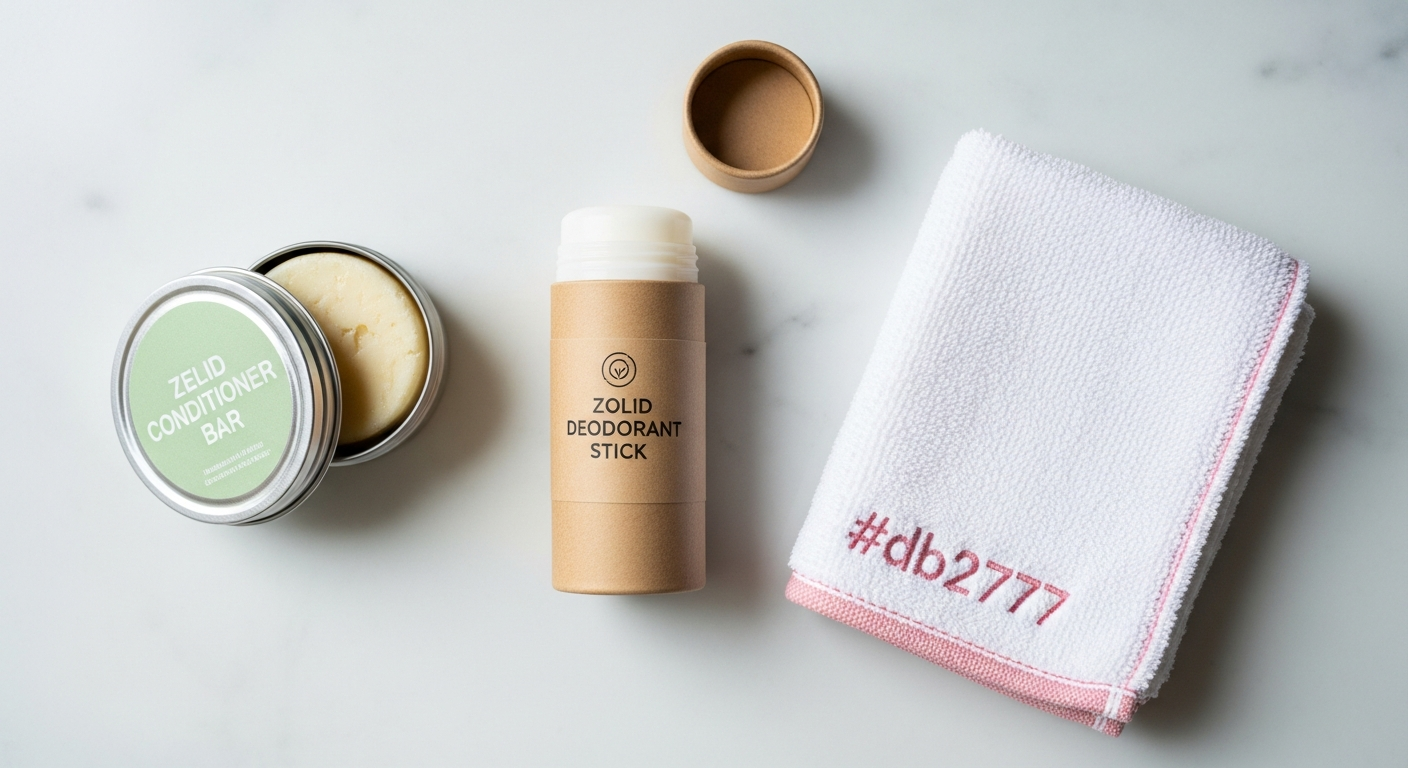 ZELID
CONDITIONER
BAR
ZOLID
DEODORANT
STICK
#db2777